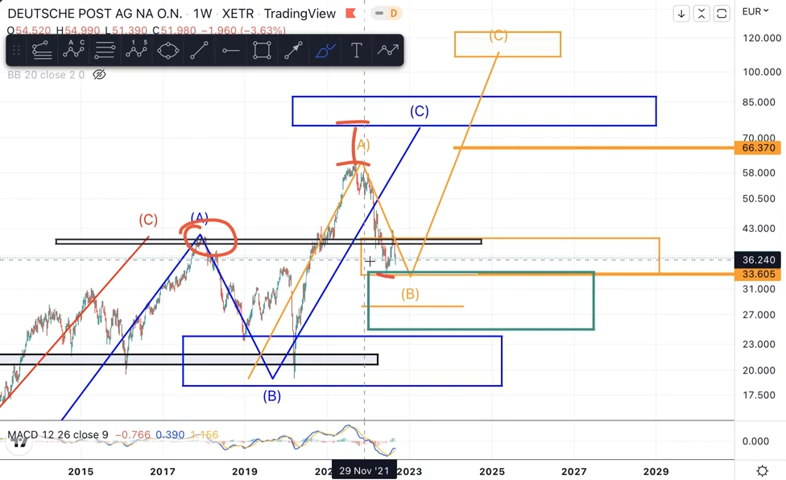 DEUTSCHE POST AG NA O.N. · 1W · XETR · TradingView D
O54.520 H54.990 L51.390 C51.980 −1.960 (−3.63%)
BB 20 close 2 0
EUR
120.000
100.000
85.000
70.000
66.370
58.000
50.500
43.000
36.240
33.605
31.000
27.000
23.000
20.000
17.500
0.000
(C)
(C)
A)
(C)
(A)
(B)
(B)
MACD 12 26 close 9 −0.766 0.390 1.156
2015 2017 2019 29 Nov '21 2023 2025 2027 2029